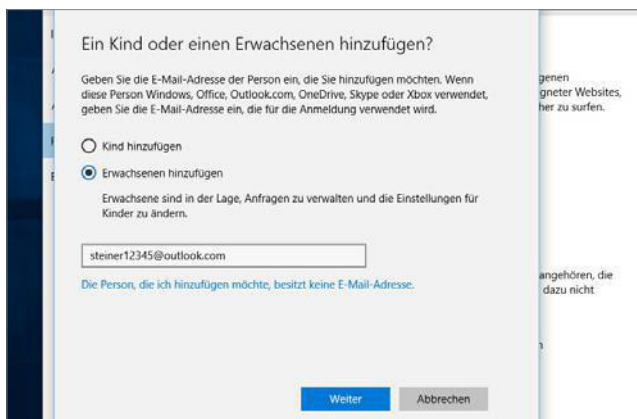 Ein Kind oder einen Erwachsenen hinzufügen?
Geben Sie die E-Mail-Adresse der Person ein, die Sie hinzufügen möchten. Wenn
diese Person Windows, Office, Outlook.com, OneDrive, Skype oder Xbox verwendet,
geben Sie die E-Mail-Adresse ein, die für die Anmeldung verwendet wird.
genen
gneter Websites,
her zu surfen.
Kind hinzufügen
Erwachsenen hinzufügen
Erwachsene sind in der Lage, Anfragen zu verwalten und die Einstellungen für
Kinder zu ändern.
steiner12345@outlook.com
Die Person, die ich hinzufügen möchte, besitzt keine E-Mail-Adresse.
angehören, die
dazu nicht
Weiter
Abbrechen